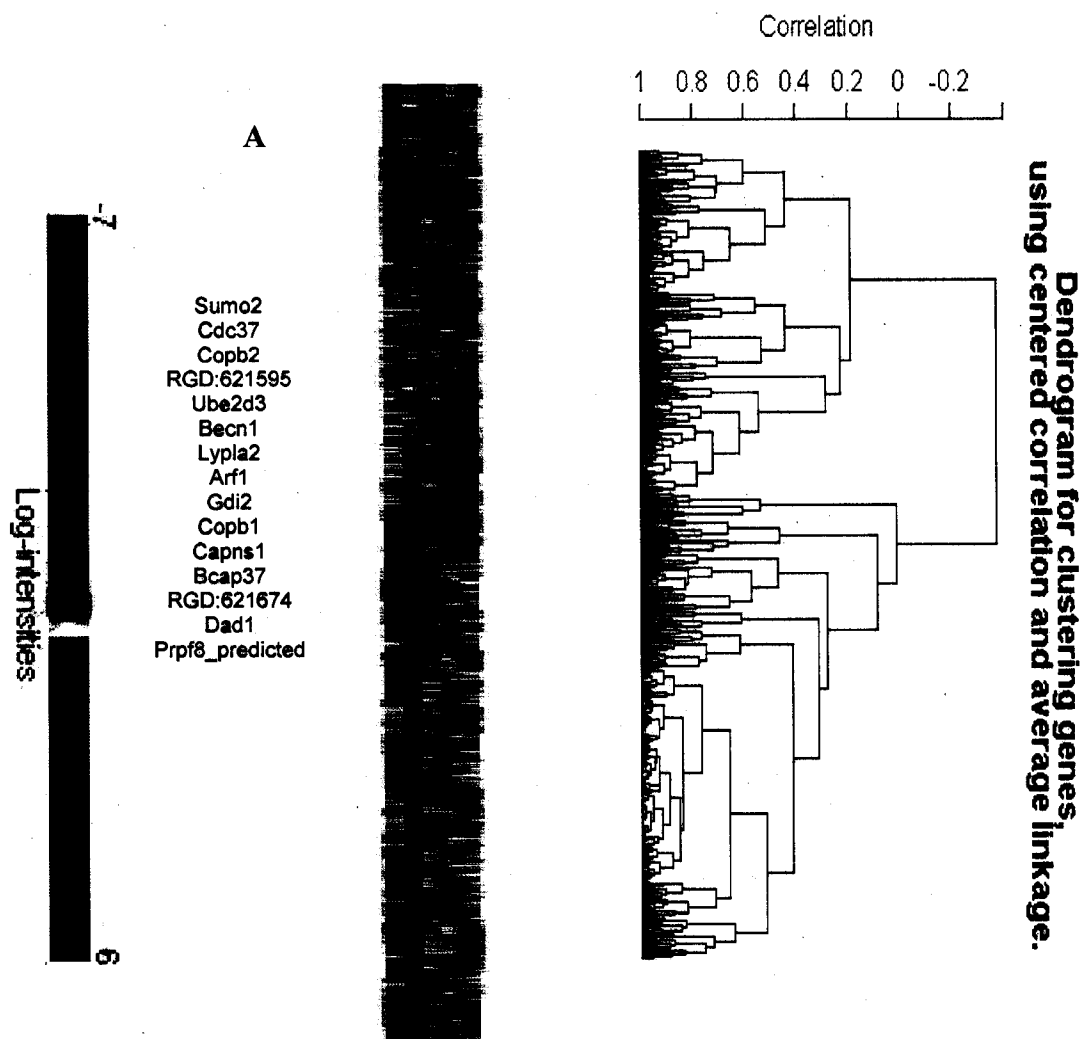 Correlation
1 0.8 0.6 0.4 0.2 0 -0.2
A
-7
Sumo2
Cdc37
Copb2
RGD:621595
Ube2d3
Becn1
Lypla2
Arf1
Gdi2
Copb1
Capns1
Bcap37
RGD:621674
Dad1
Prpf8_predicted
Log-intensities
6
Dendrogram for clustering genes,
using centered correlation and average linkage.